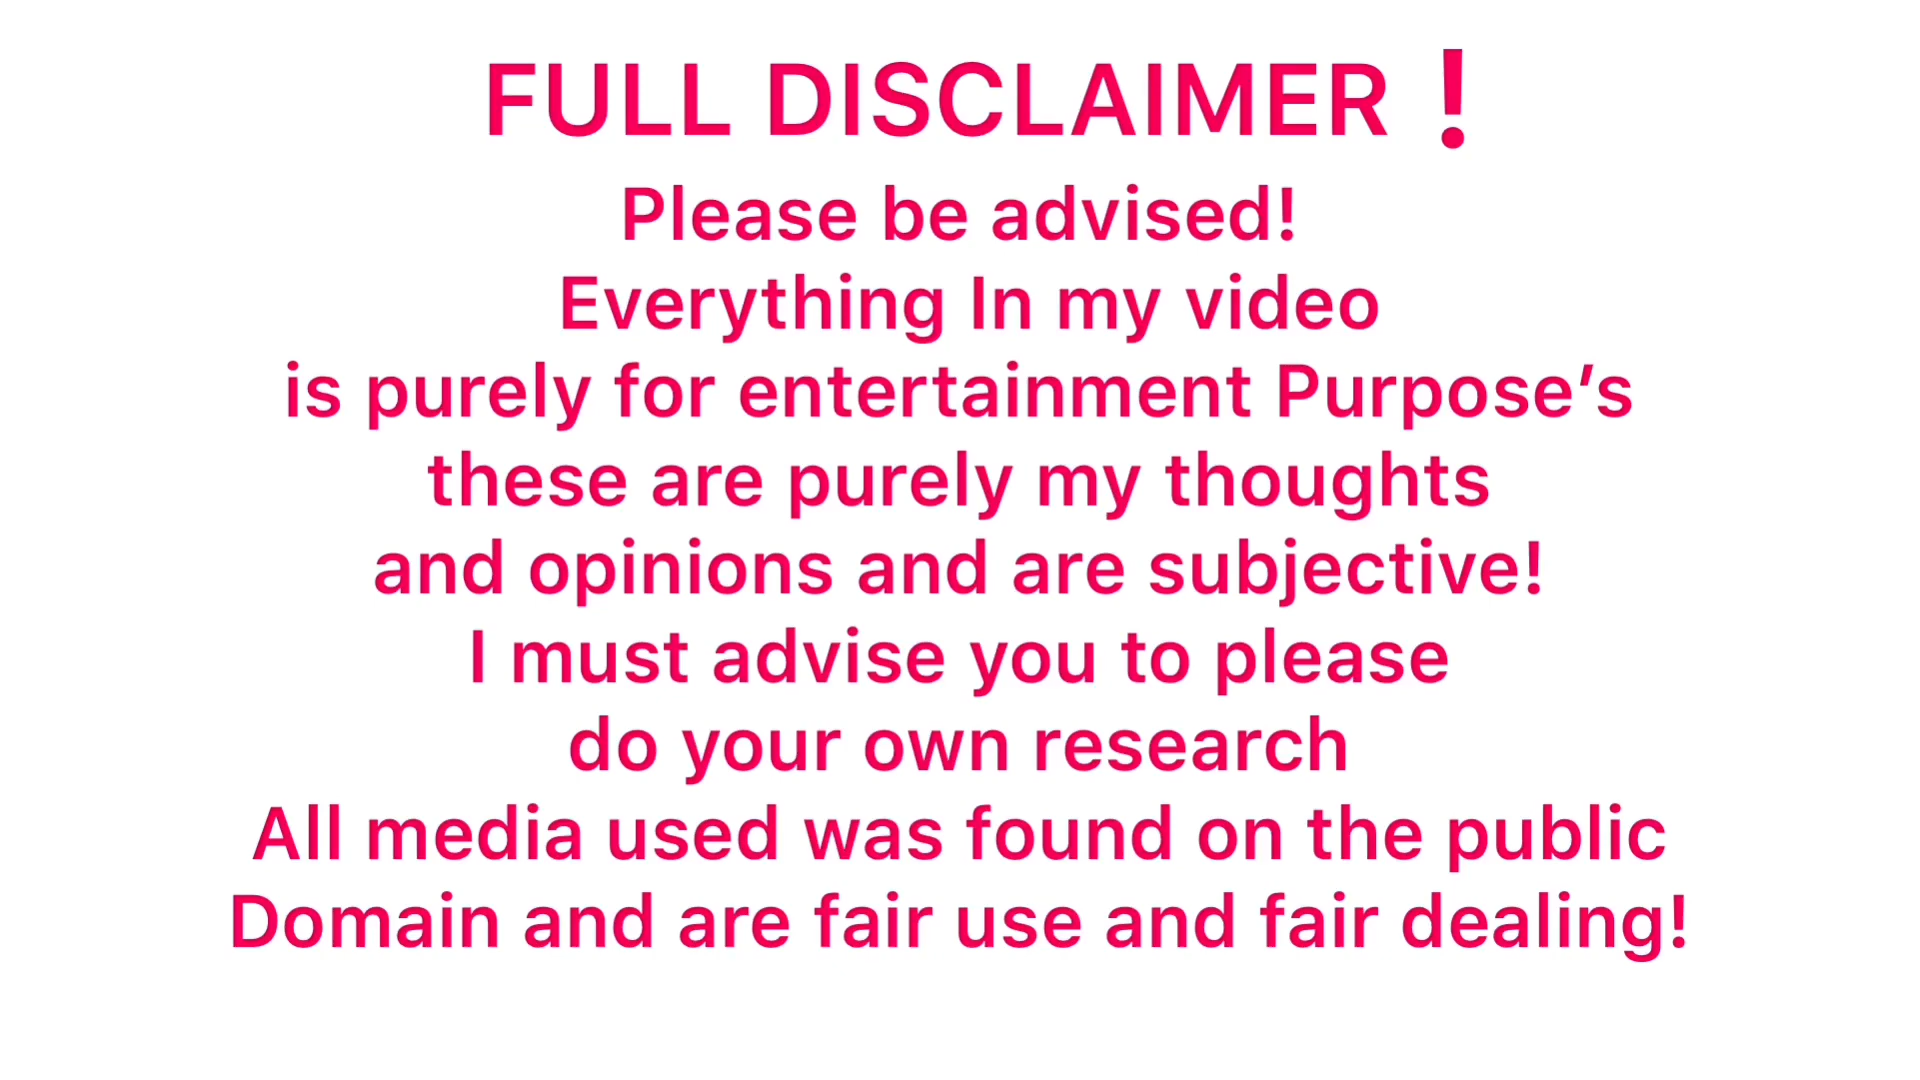 FULL DISCLAIMER❗
Please be advised!
Everything In my video
is purely for entertainment Purpose’s
these are purely my thoughts
and opinions and are subjective!
I must advise you to please
do your own research
All media used was found on the public
Domain and are fair use and fair dealing!